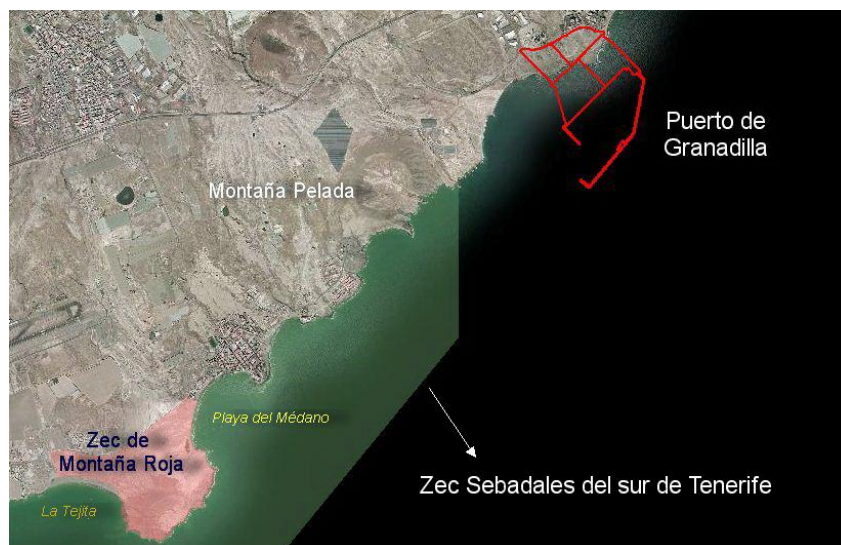 Puerto de
Granadilla
Montaña Pelada
Playa del Médano
Zec de
Montaña Roja
Zec Sebadales del sur de Tenerife
La Tejita